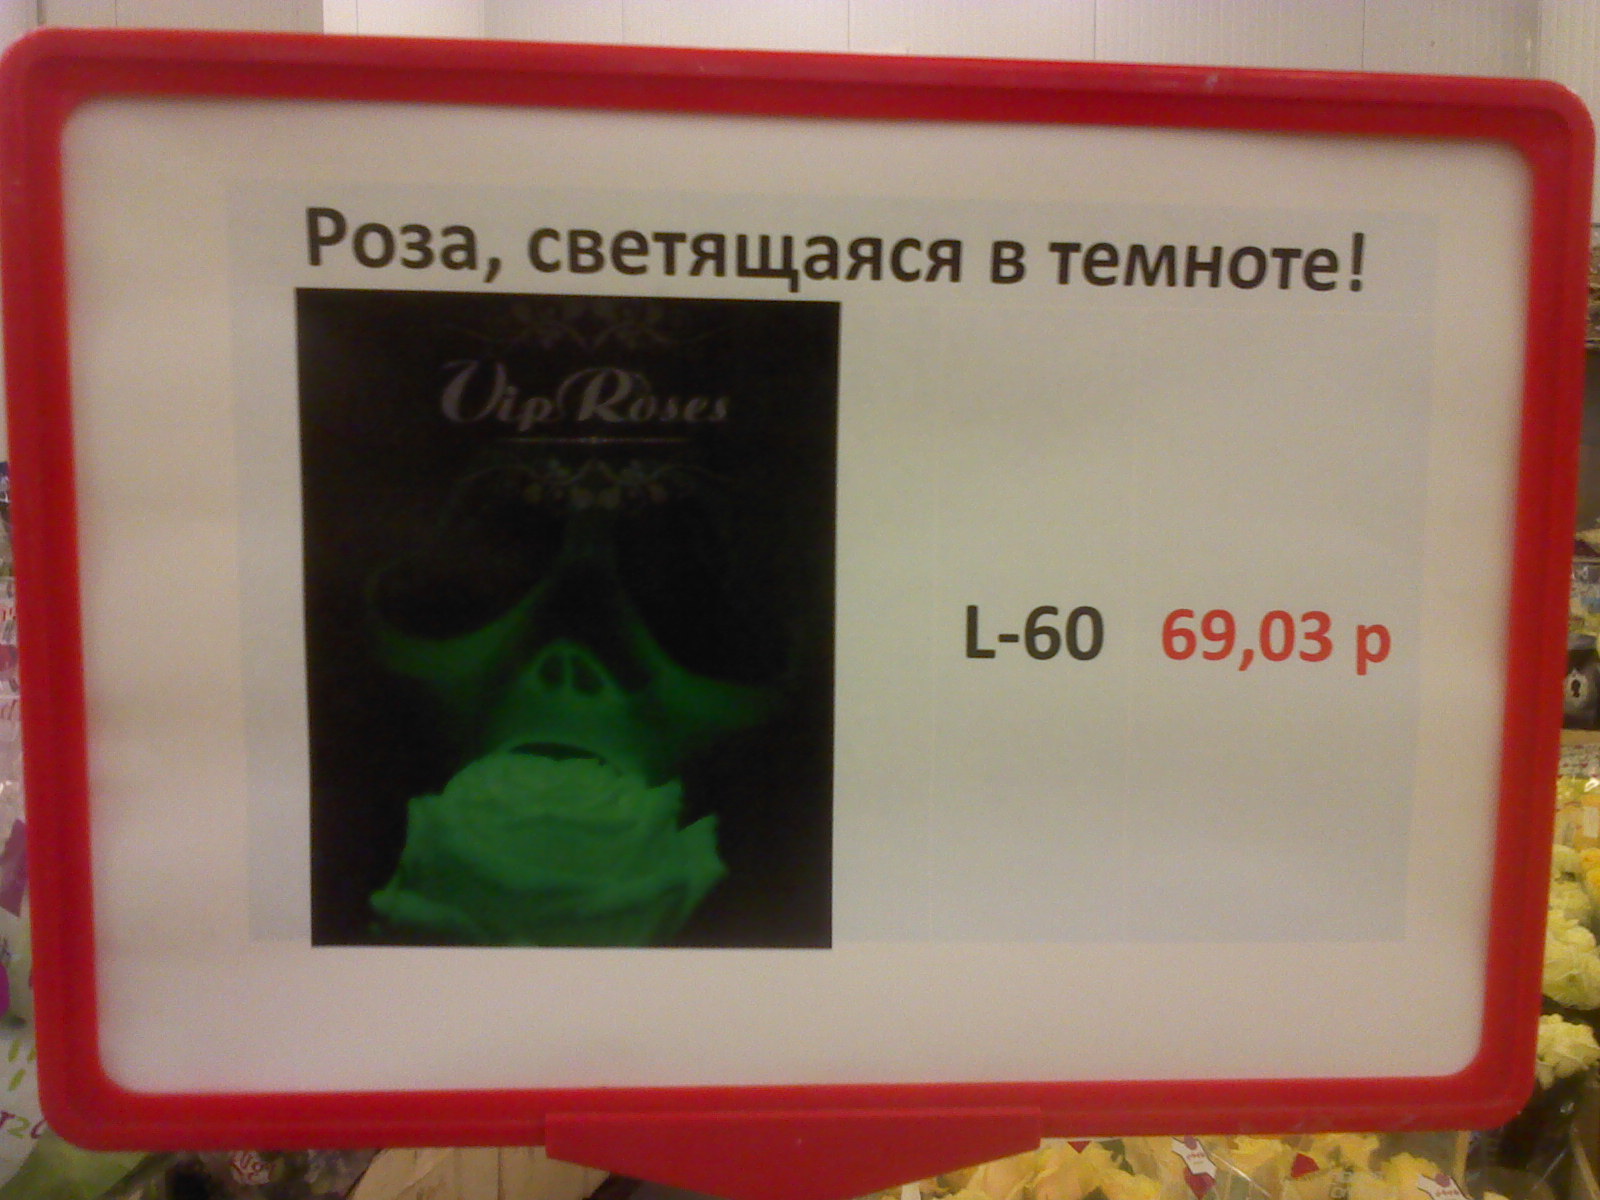 Роза, светящаяся в темноте!
Vip Roses
L-60 69,03 р